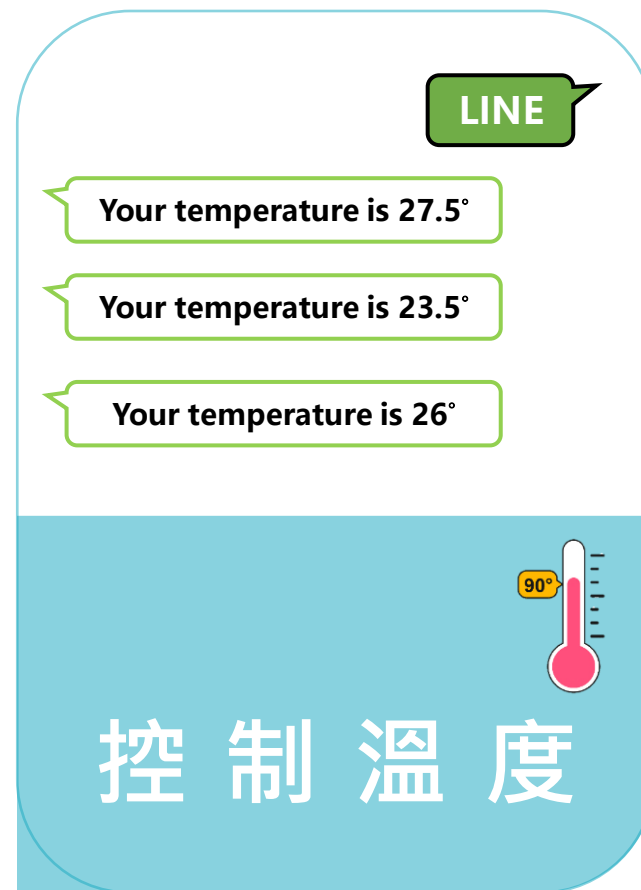 LINE
Your temperature is 27.5°
Your temperature is 23.5°
Your temperature is 26°
90°
控制溫度